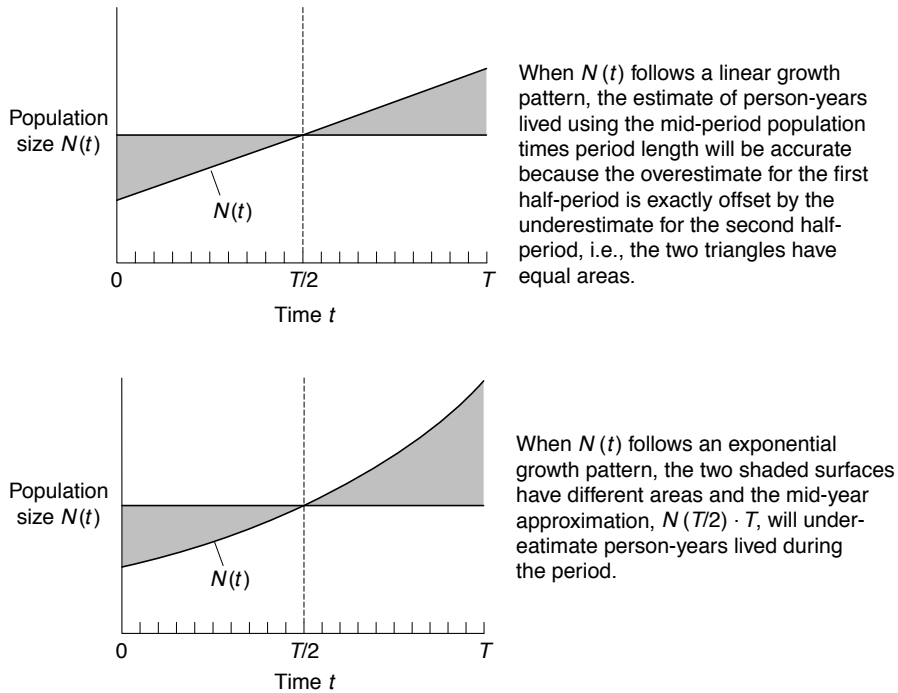 Population
size N(t)
N(t)
0
T/2
T
Time t
When N (t) follows a linear growth
pattern, the estimate of person-years
lived using the mid-period population
times period length will be accurate
because the overestimate for the first
half-period is exactly offset by the
underestimate for the second half-
period, i.e., the two triangles have
equal areas.
Population
size N(t)
N(t)
0
T/2
T
Time t
When N (t) follows an exponential
growth pattern, the two shaded surfaces
have different areas and the mid-year
approximation, N (T/2) · T, will under-
eatimate person-years lived during
the period.